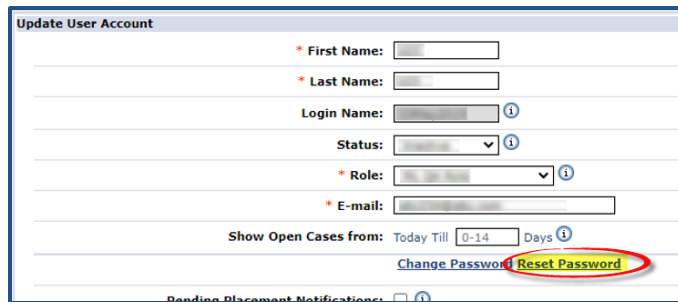 Update User Account
* First Name:
* Last Name:
Login Name:
Status:
* Role:
* E-mail:
Show Open Cases from: Today Till 0-14 Days
Change Password Reset Password
Pending Placement Notifications: